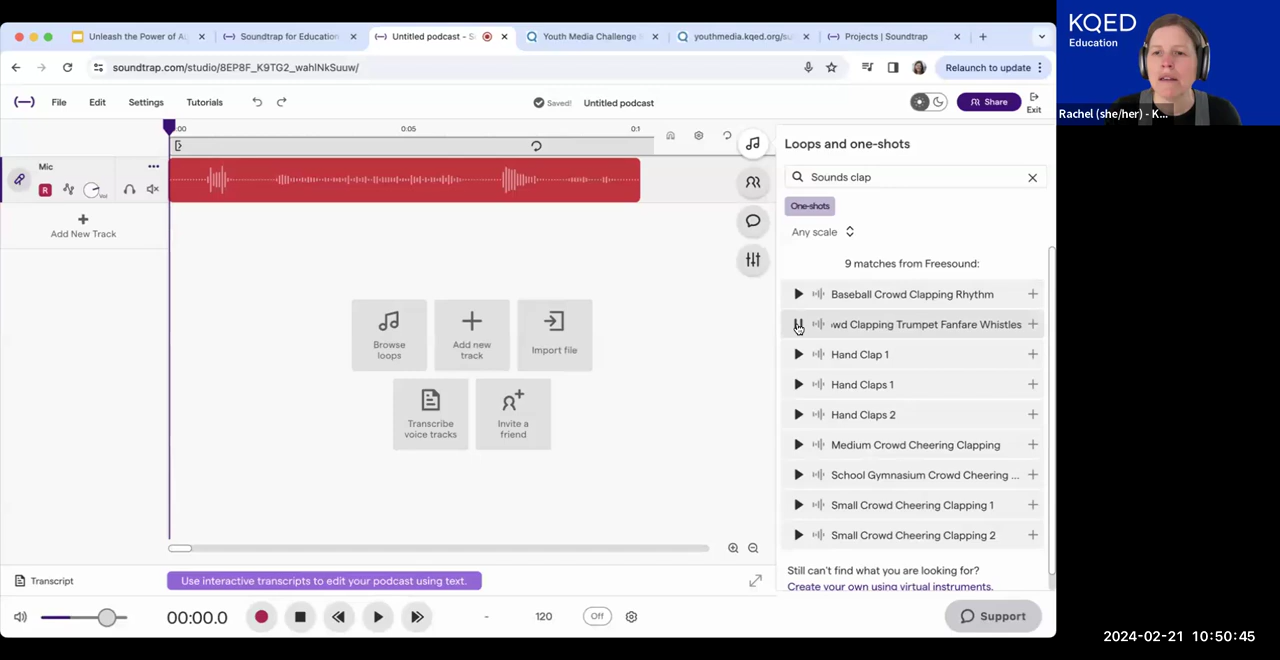 Unleash the Power of AI,
Soundtrap for Education
Untitled podcast - S
Youth Media Challenge
youthmedia.kqed.org/su
Projects | Soundtrap
soundtrap.com/studio/8EP8F_K9TG2_wahlNkSuuw/
Relaunch to update
File
Edit
Settings
Tutorials
Saved!
Untitled podcast
Share
Exit
:00
0:05
0:1
Mic
R
Vol
Add New Track
Browse
loops
Add new
track
Import file
Transcribe
voice tracks
Invite a
friend
Loops and one-shots
Sounds clap
One-shots
Any scale
9 matches from Freesound:
Baseball Crowd Clapping Rhythm
wd Clapping Trumpet Fanfare Whistles
Hand Clap 1
Hand Claps 1
Hand Claps 2
Medium Crowd Cheering Clapping
School Gymnasium Crowd Cheering ...
Small Crowd Cheering Clapping 1
Small Crowd Cheering Clapping 2
Still can't find what you are looking for?
Create your own using virtual instruments.
Transcript
Use interactive transcripts to edit your podcast using text.
00:00.0
-
120
Off
Support
KQED
Education
Rachel (she/her) - K...
2024-02-21 10:50:45